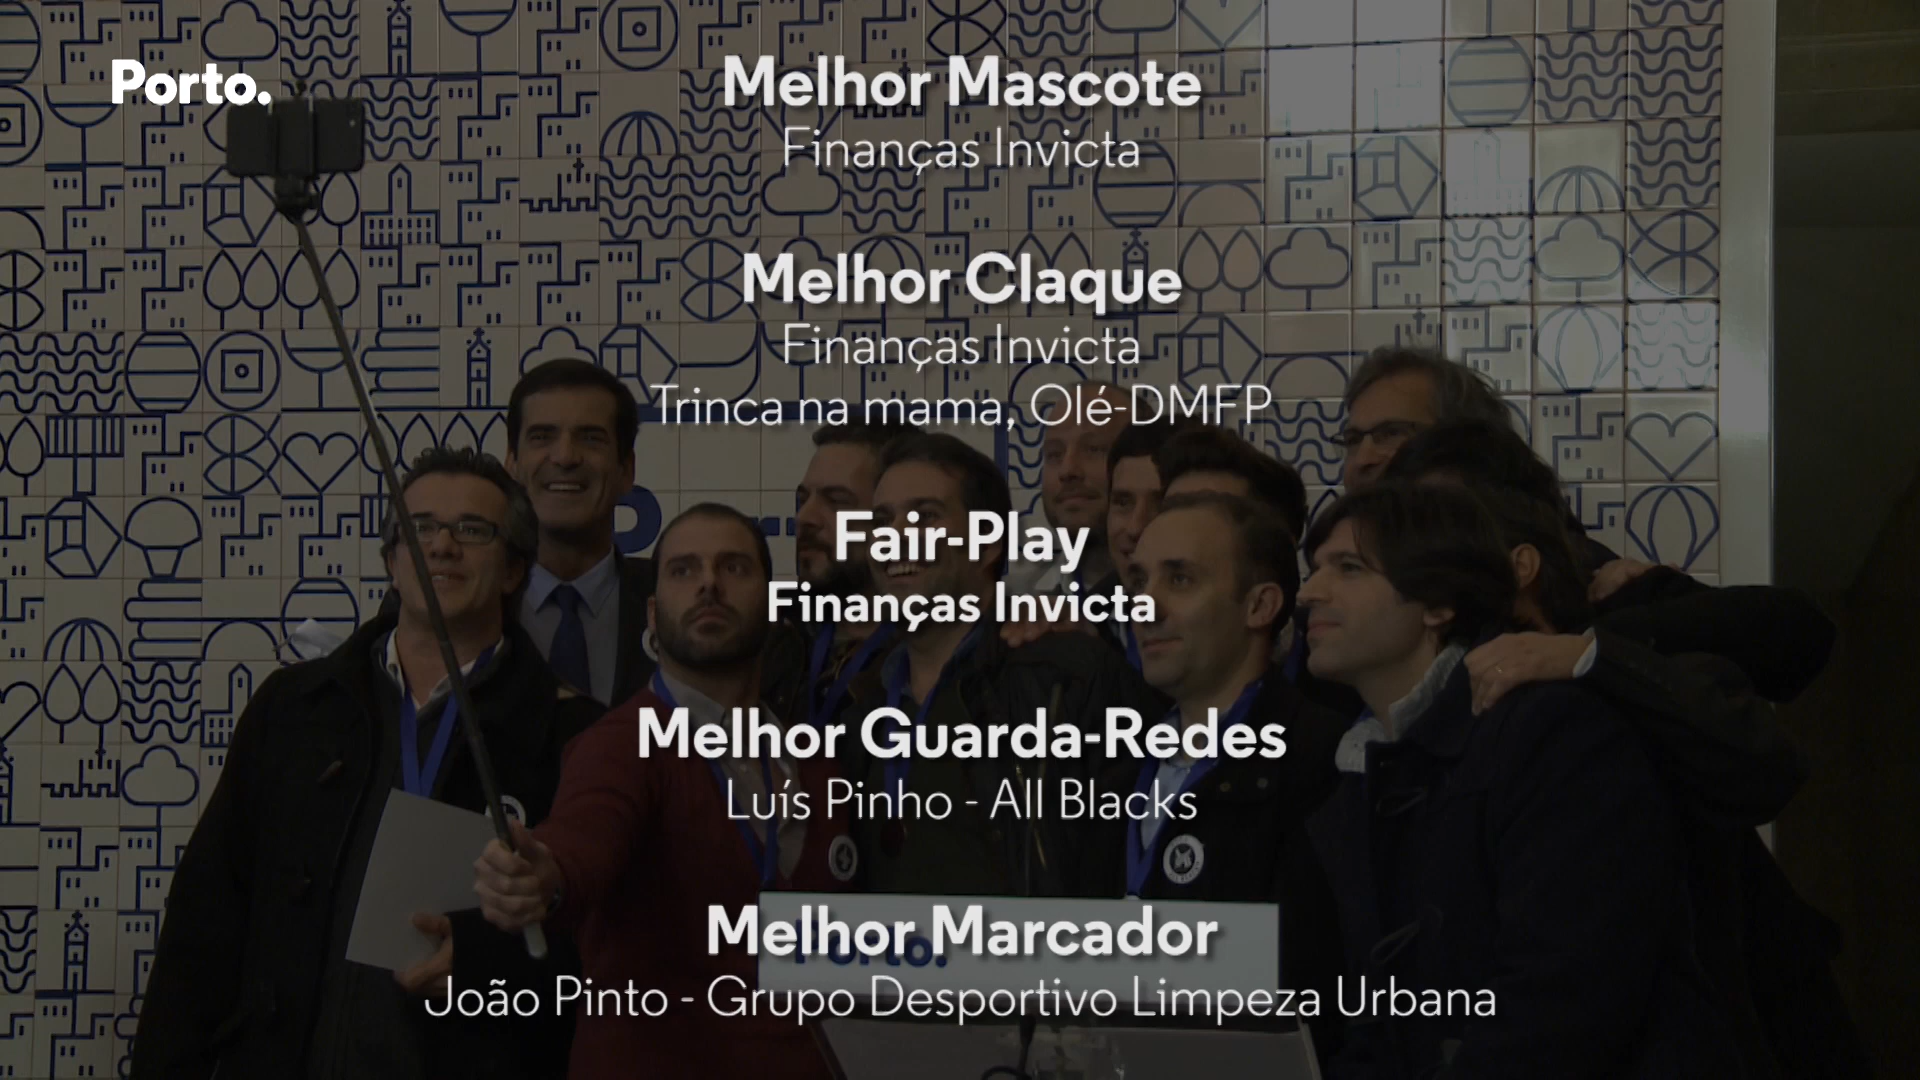 Porto.
Melhor Mascote
Finanças Invicta
Melhor Claque
Finanças Invicta
Trinca na mama, Olé-DMFP
Fair-Play
Finanças Invicta
Melhor Guarda-Redes
Luís Pinho - All Blacks
Melhor Marcador
Porto.
João Pinto - Grupo Desportivo Limpeza Urbana